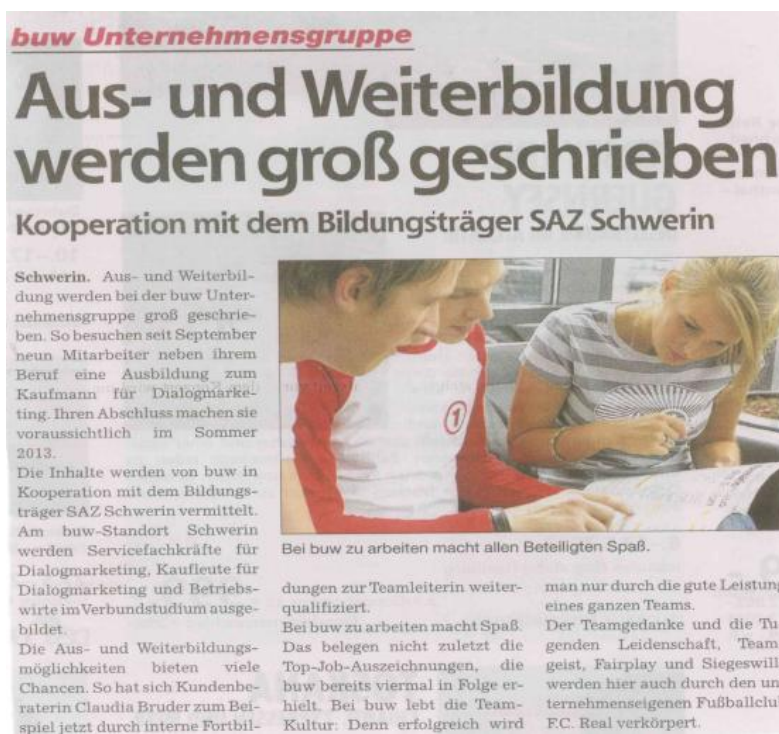 buw Unternehmensgruppe
Aus- und Weiterbildung
werden groß geschrieben
Kooperation mit dem Bildungsträger SAZ Schwerin
Schwerin. Aus- und Weiterbil-
dung werden bei der buw Unter-
nehmensgruppe groß geschrie-
ben. So besuchen seit September
neun Mitarbeiter neben ihrem
Beruf eine Ausbildung zum
Kaufmann für Dialogmarke-
ting. Ihren Abschluss machen sie
voraussichtlich im Sommer
2013.
Die Inhalte werden von buw in
Kooperation mit dem Bildungs-
träger SAZ Schwerin vermittelt.
Am buw-Standort Schwerin
werden Servicefachkräfte für
Dialogmarketing, Kaufleute für
Dialogmarketing und Betriebs-
wirte im Verbundstudium ausge-
bildet.
Die Aus- und Weiterbildungs-
möglichkeiten bieten viele
Chancen. So hat sich Kundenbe-
raterin Claudia Bruder zum Bei-
spiel jetzt durch interne Fortbil-
1
Bei buw zu arbeiten macht allen Beteiligten Spaß.
dungen zur Teamleiterin weiter-
qualifiziert.
Bei buw zu arbeiten macht Spaß.
Das belegen nicht zuletzt die
Top-Job-Auszeichnungen, die
buw bereits viermal in Folge er-
hielt. Bei buw lebt die Team-
Kultur: Denn erfolgreich wird
man nur durch die gute Leistung
eines ganzen Teams.
Der Teamgedanke und die Tu-
genden Leidenschaft, Team-
geist, Fairplay und Siegeswille
werden hier auch durch den un-
ternehmenseigenen Fußballclub
F.C. Real verkörpert.